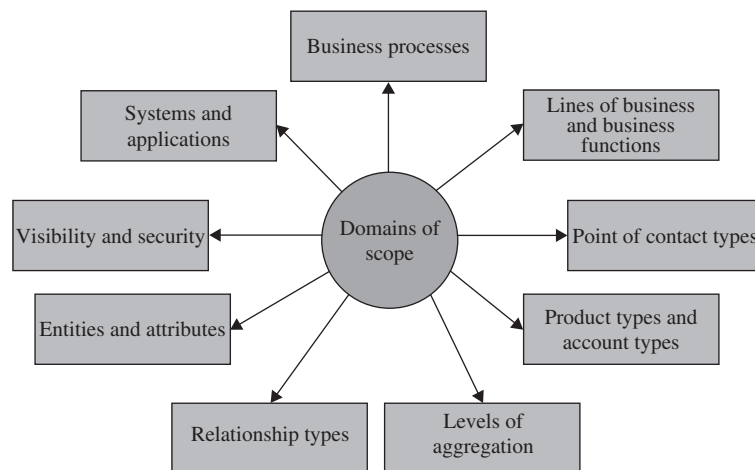 Business processes
Systems and
applications
Lines of business
and business
functions
Visibility and security
Domains of
scope
Point of contact types
Entities and attributes
Product types and
account types
Relationship types
Levels of
aggregation